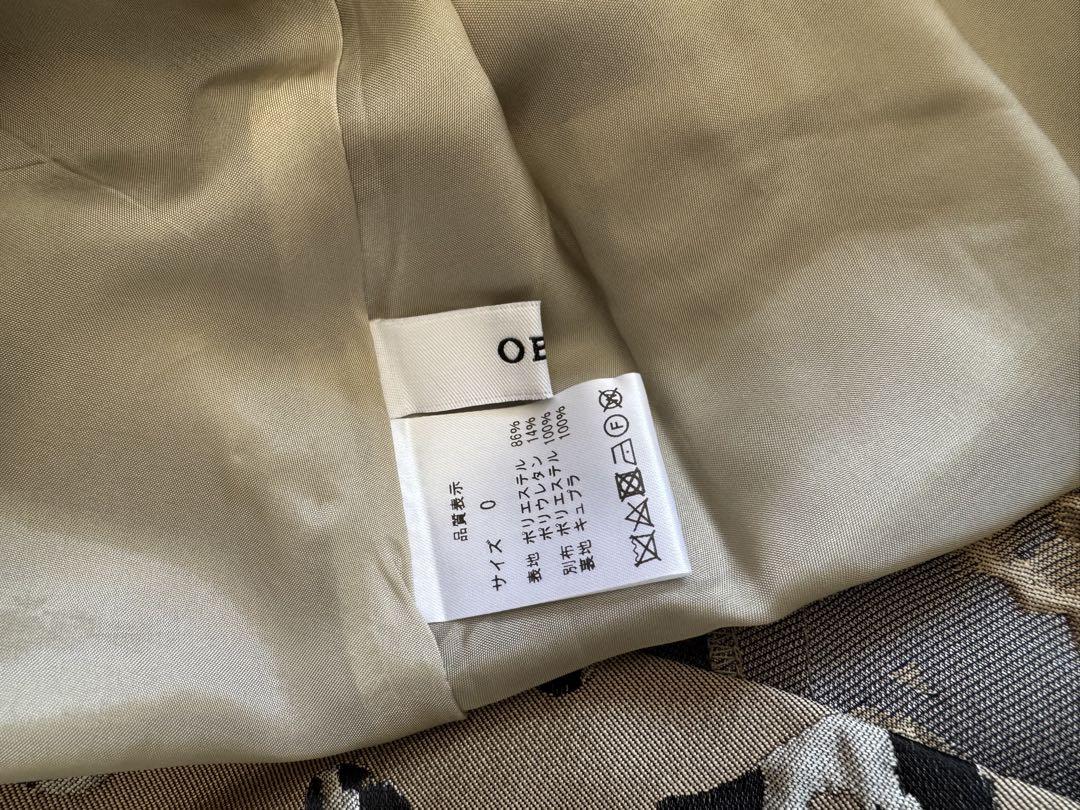 OE
品質表示
サイズ 0
表地 ポリエステル 86%
ポリウレタン 14%
別布 ポリエステル 100%
裏地 キュプラ 100%
F
W